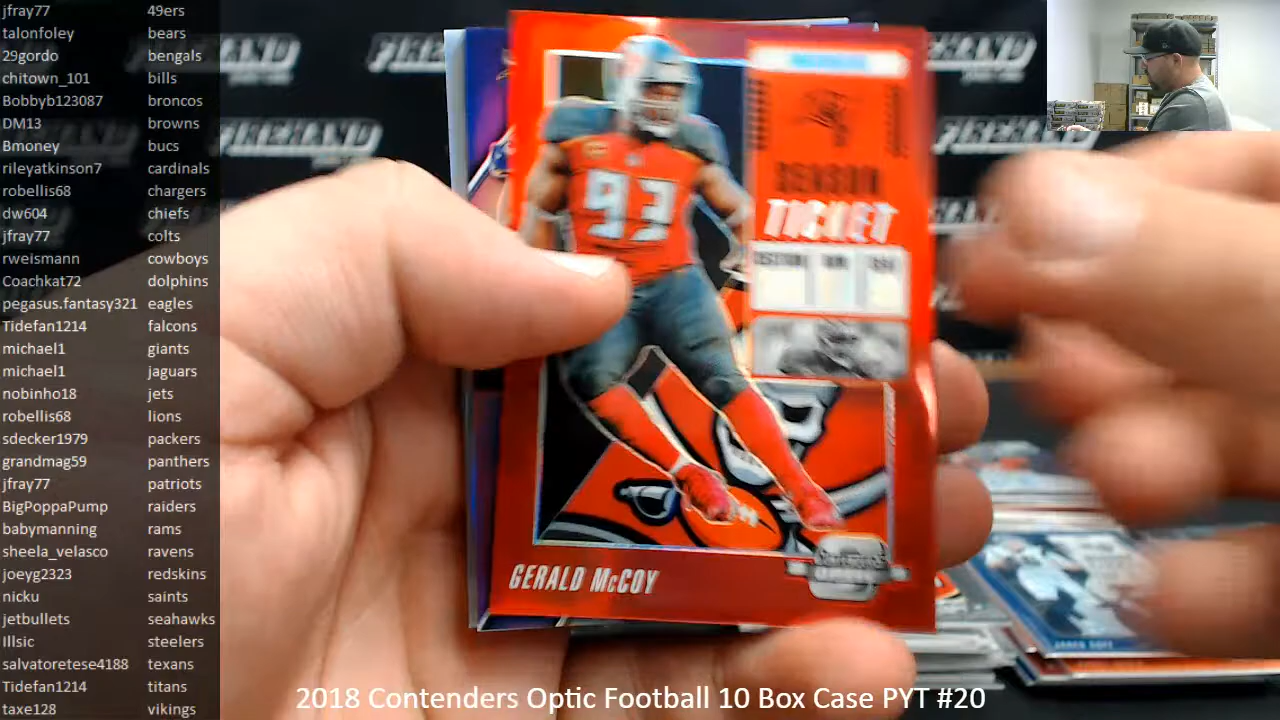 jfray77 49ers
talonfoley bears
29gordo bengals
chitown_101 bills
Bobbyb123087 broncos
DM13 browns
Bmoney bucs
rileyatkinson7 cardinals
robellis68 chargers
dw604 chiefs
jfray77 colts
rweismann cowboys
Coachkat72 dolphins
pegasus.fantasy321 eagles
Tidefan1214 falcons
michael1 giants
michael1 jaguars
nobinho18 jets
robellis68 lions
sdecker1979 packers
grandmag59 panthers
jfray77 patriots
BigPoppaPump raiders
babymanning rams
sheela_velasco ravens
joeyg2323 redskins
nicku saints
jetbullets seahawks
Illsic steelers
salvatoretese4188 texans
Tidefan1214 titans
taxe128 vikings
SEASON
TICKET
93
GERALD McCOY
2018 Contenders Optic Football 10 Box Case PYT #20